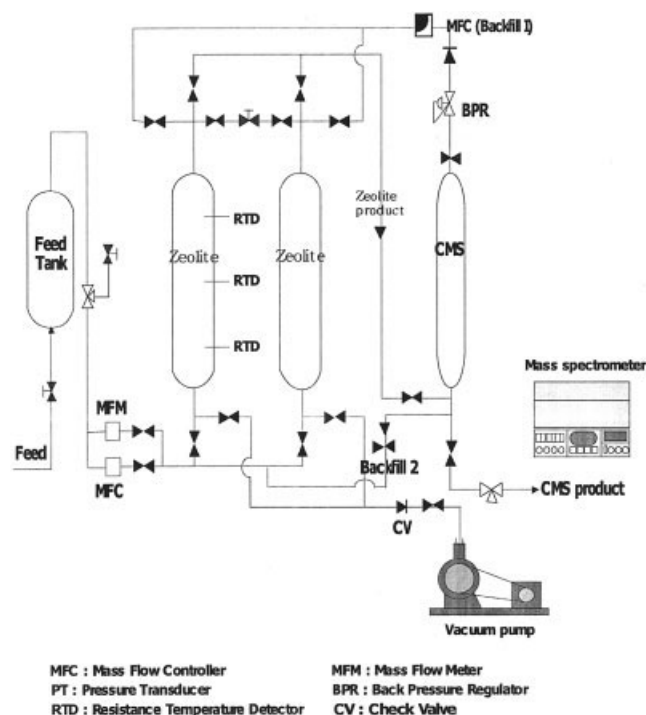 MFC (Backfill 1)
BPR
Zeolite
product
RTD
Feed
Tank
Zeolite
Zeolite
CMS
RTD
RTD
Mass spectrometer
MFM
Backfill 2
Feed
MFC
CMS product
CV
Vacuum pump
MFC : Mass Flow Controller
MFM : Mass Flow Meter
PT : Pressure Transducer
BPR : Back Pressure Regulator
RTD : Resistance Temperature Detector
CV : Check Valve